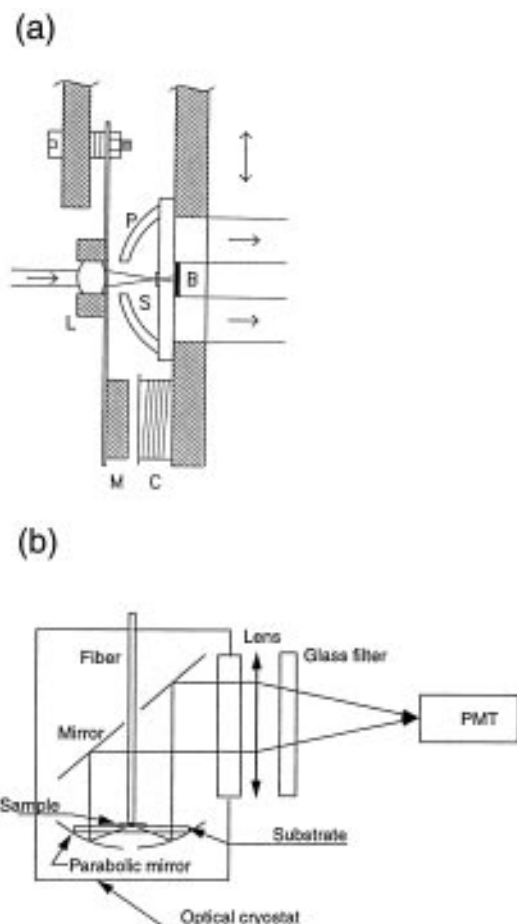 (a)
P
B
S
L
M
C
(b)
Lens
Fiber
Glass filter
PMT
Mirror
Sample
Substrate
Parabolic mirror
Optical cryostat